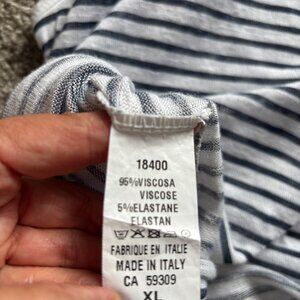 18400
95%VISCOSA
VISCOSE
5%ELASTANE
ELASTAN
FABRIQUE EN ITALIE
MADE IN ITALY
CA 59309
XL